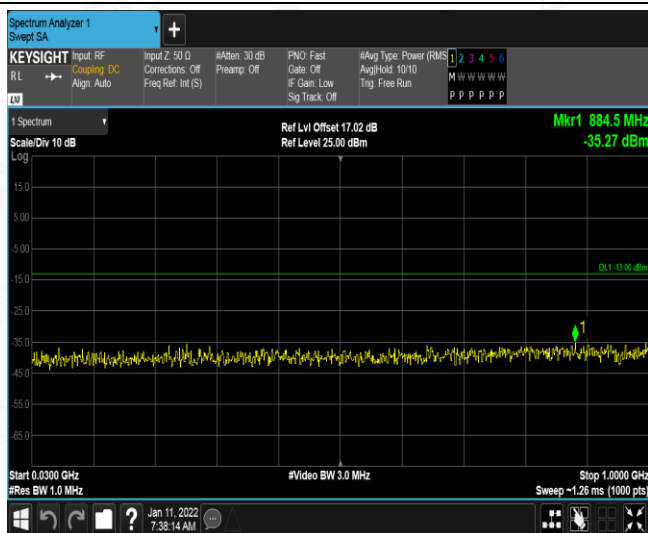 Spectrum Analyzer 1
Swept SA
+
KEYSIGHT Input: RF Input Z: 50 Ω #Atten: 30 dB PNO: Fast #Avg Type: Power (RMS 1 2 3 4 5 6
RL Coupling: DC Corrections: Off Preamp: Off Gate: Off Avg|Hold: 10/10 M W W W W W
Align: Auto Freq Ref: Int (S) IF Gain: Low Trig: Free Run
LXI Sig Track: Off P P P P P P
1 Spectrum Ref Lvl Offset 17.02 dB Mkr1 884.5 MHz
Scale/Div 10 dB Ref Level 25.00 dBm -35.27 dBm
Log
15.0
5.00
-5.00
DL1 -13.00 dBm
-15.0
-25.0
1
-35.0
-45.0
-55.0
-65.0
Start 0.0300 GHz #Video BW 3.0 MHz Stop 1.0000 GHz
#Res BW 1.0 MHz Sweep ~1.26 ms (1000 pts)
? Jan 11, 2022
7:38:14 AM